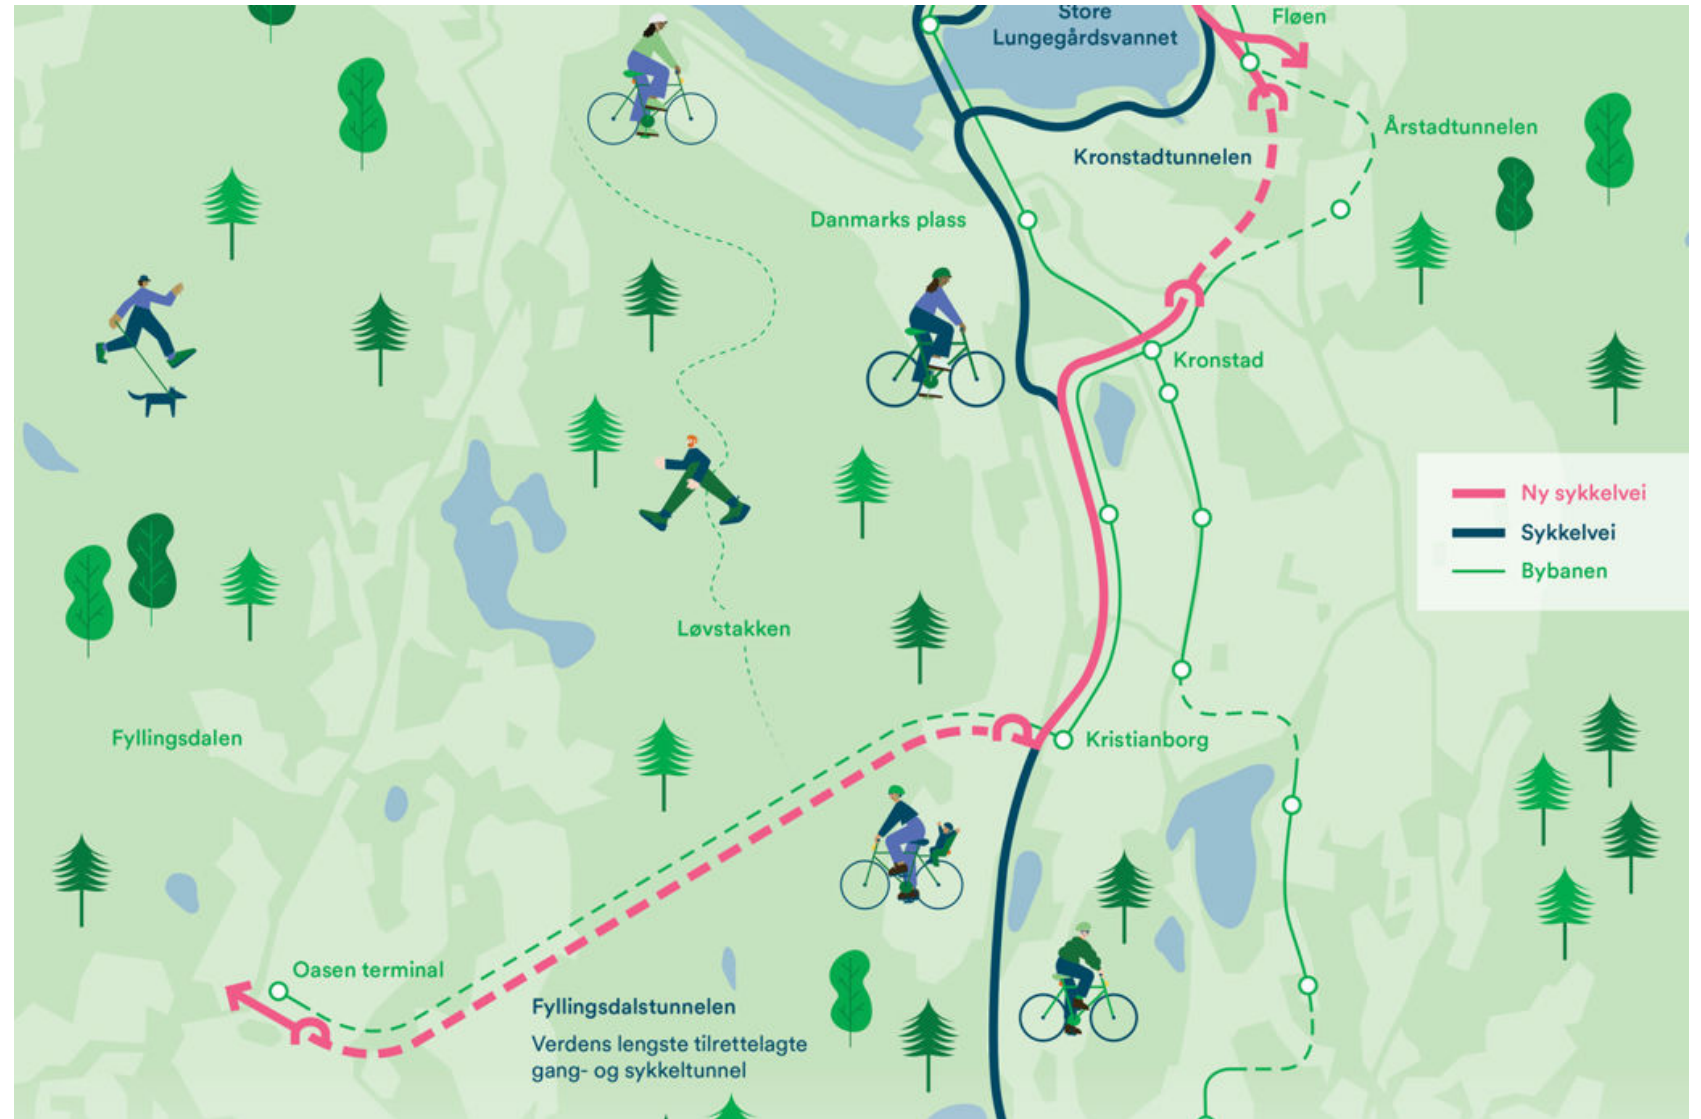 Store
Lungegårdsvannet
Fløen
Årstadtunnelen
Kronstadtunnelen
Danmarks plass
Kronstad
Ny sykkelvei
Sykkelvei
Bybanen
Løvstakken
Fyllingsdalen
Kristianborg
Oasen terminal
Fyllingsdalstunnelen
Verdens lengste tilrettelagte
gang- og sykkeltunnel